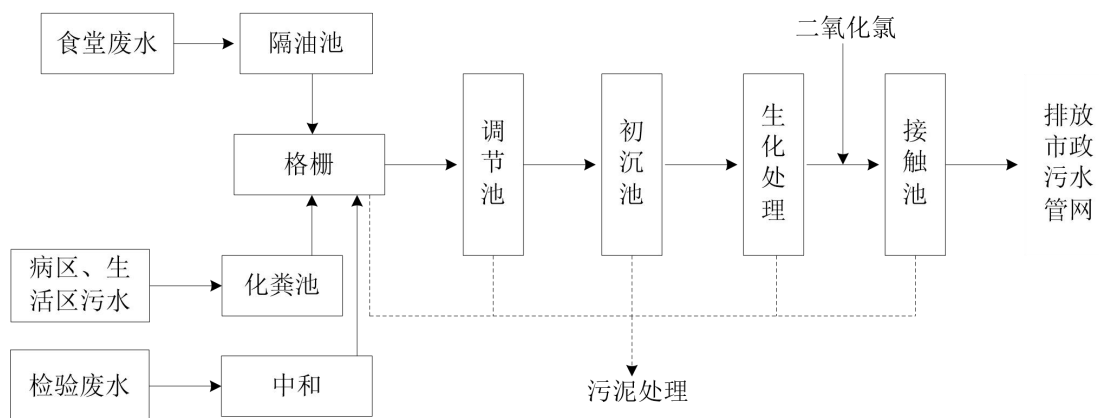 食堂废水
隔油池
二氧化氯
格栅
调节池
初沉池
生化处理
接触池
排放
市政
污水
管网
病区、生
活区污水
化粪池
检验废水
中和
污泥处理